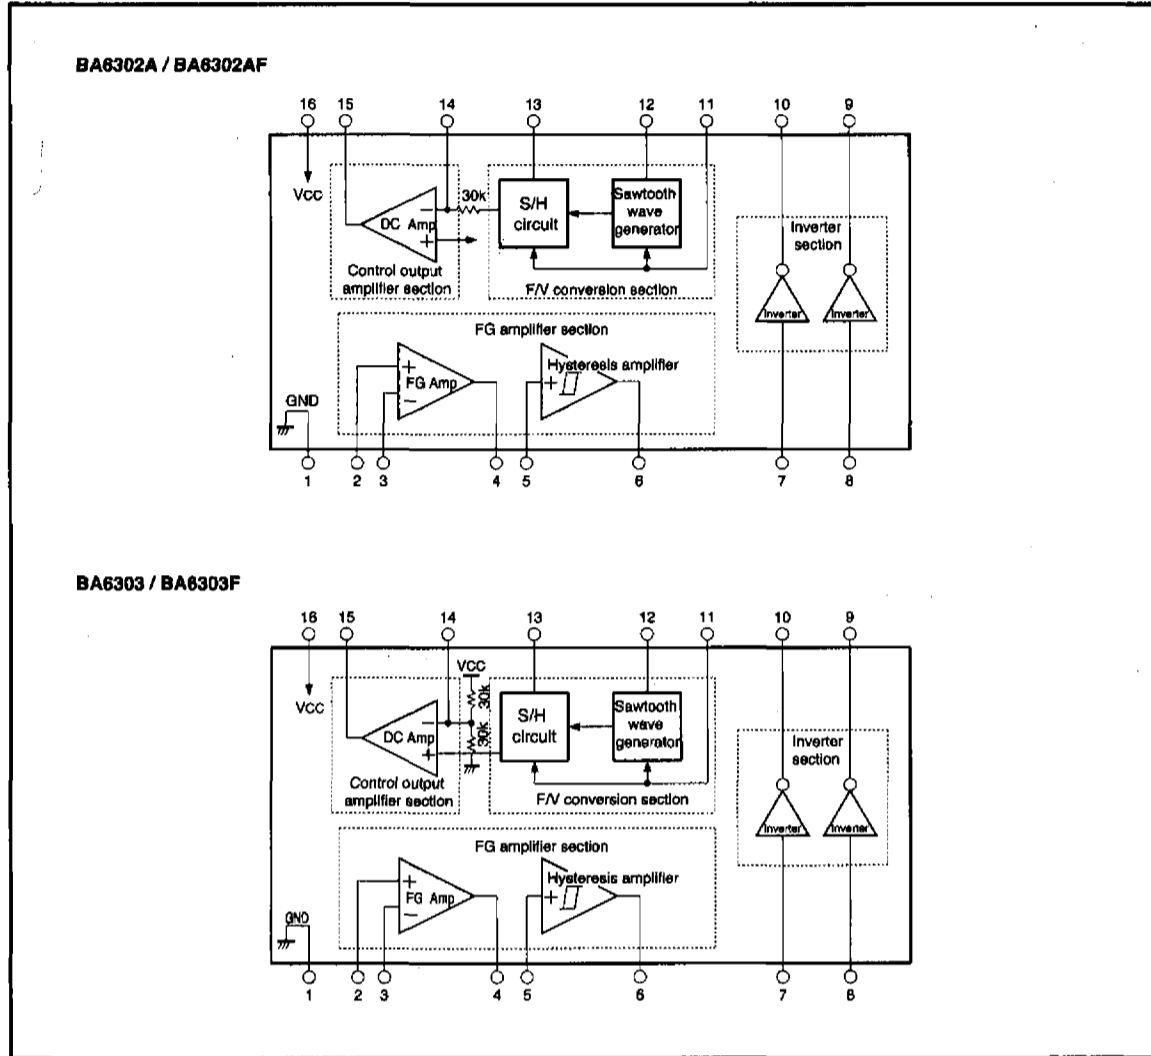 BA6302A / BA6302AF
16 15 14 13 12 11 10 9
VCC
30k
DC Amp
−
+
S/H
circuit
Sawtooth
wave
generator
Control output
amplifier section
F/V conversion section
Inverter
section
Inverter
Inverter
FG amplifier section
+
FG Amp
−
Hysteresis amplifier
+
GND
1 2 3 4 5 6 7 8
BA6303 / BA6303F
16 15 14 13 12 11 10 9
VCC
VCC
30k
30k
−
DC Amp
+
S/H
circuit
Sawtooth
wave
generator
Control output
amplifier section
F/V conversion section
Inverter
section
Inverter
Inverter
FG amplifier section
+
FG Amp
−
Hysteresis amplifier
+
GND
1 2 3 4 5 6 7 8